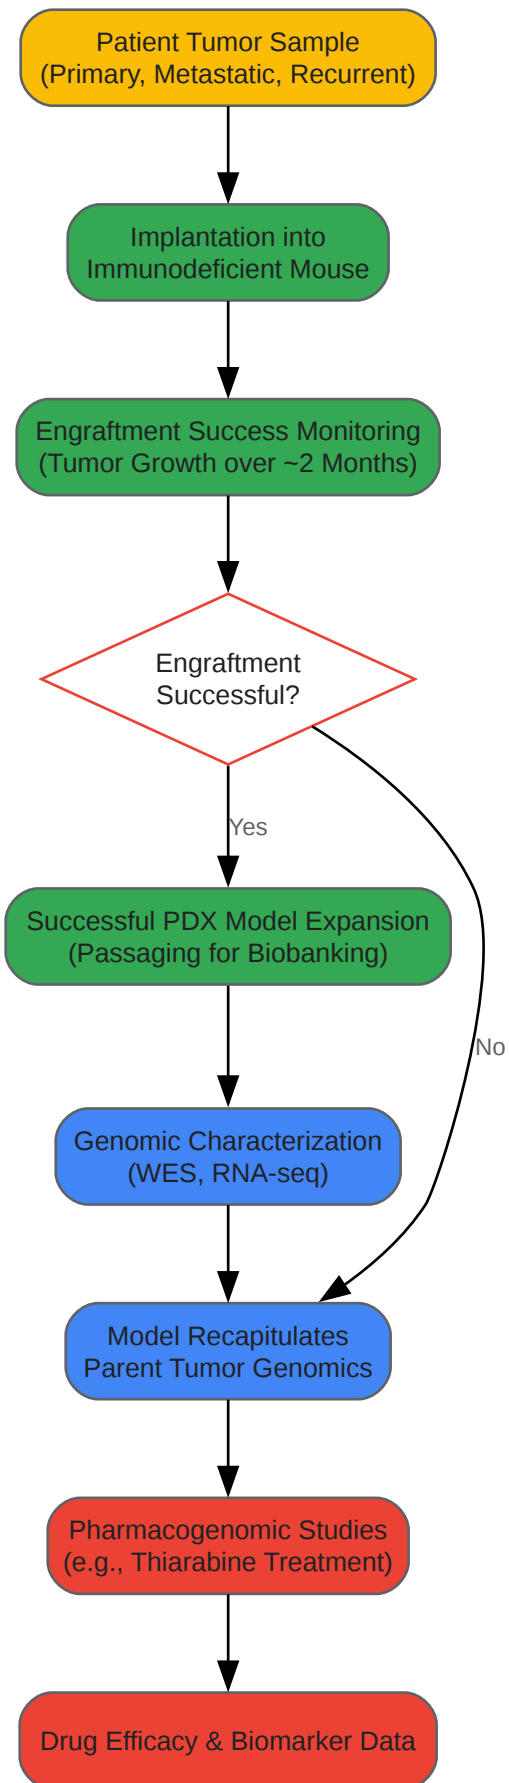 Patient Tumor Sample
(Primary, Metastatic, Recurrent)
Implantation into
Immunodeficient Mouse
Engraftment Success Monitoring
(Tumor Growth over ~2 Months)
Engraftment
Successful?
Yes
Successful PDX Model Expansion
(Passaging for Biobanking)
No
Genomic Characterization
(WES, RNA-seq)
Model Recapitulates
Parent Tumor Genomics
Pharmacogenomic Studies
(e.g., Thiarabine Treatment)
Drug Efficacy & Biomarker Data